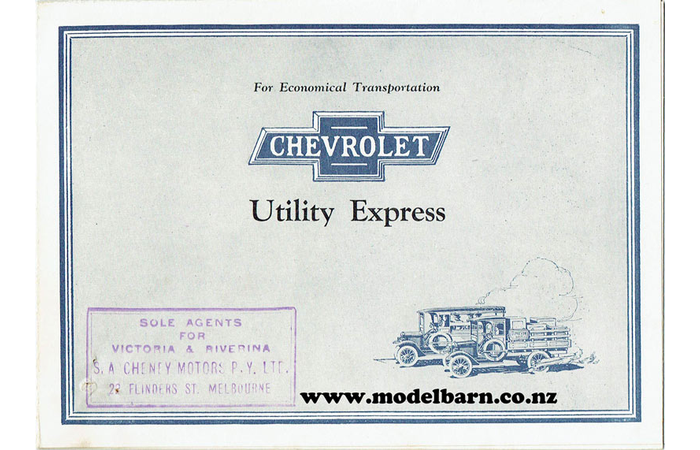 For Economical Transportation
CHEVROLET
Utility Express
SOLE AGENTS
FOR
VICTORIA & RIVERINA
S. A. CHENEY MOTORS P.Y. LTD.
22 FLINDERS ST. MELBOURNE
www.modelbarn.co.nz